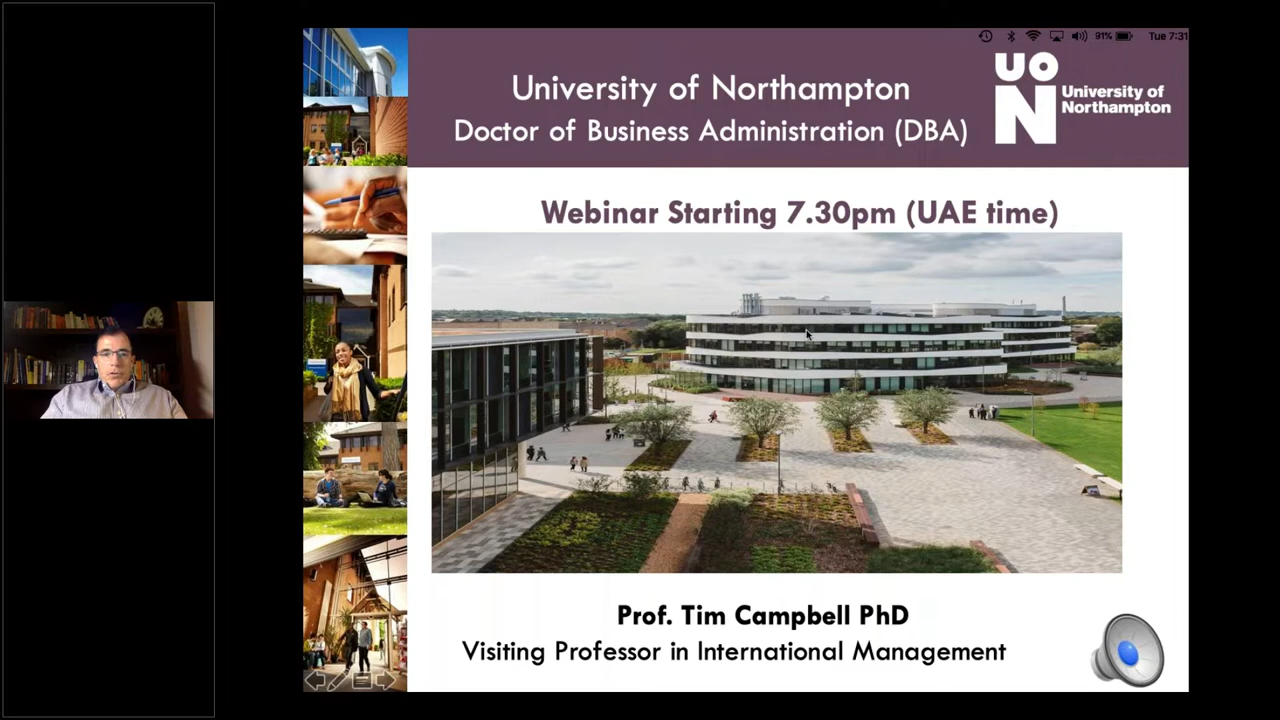 91%
Tue 7:31
University of Northampton
Doctor of Business Administration (DBA)
UON
University of
Northampton
Webinar Starting 7.30pm (UAE time)
Prof. Tim Campbell PhD
Visiting Professor in International Management